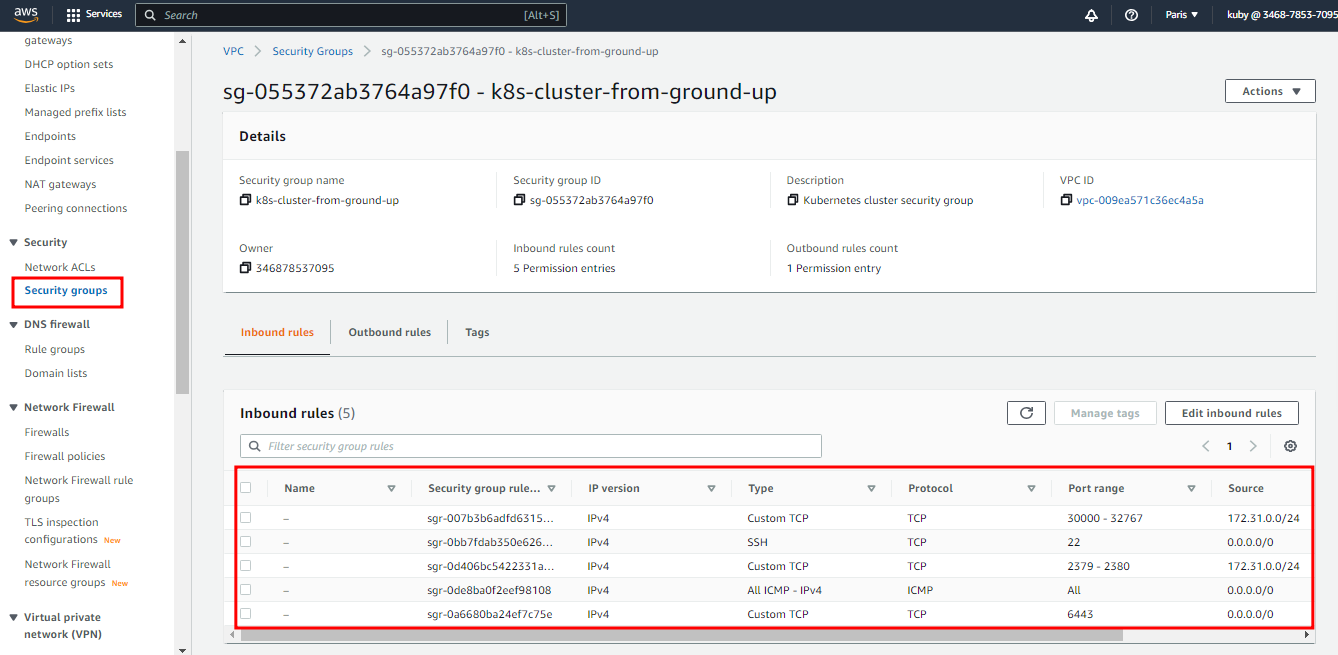 aws Services Search [Alt+S] Paris ▼ kuby @ 3468-7853-7095
gateways
DHCP option sets
Elastic IPs
Managed prefix lists
Endpoints
Endpoint services
NAT gateways
Peering connections
Security
Network ACLs
Security groups
DNS firewall
Rule groups
Domain lists
Network Firewall
Firewalls
Firewall policies
Network Firewall rule
groups
TLS inspection
configurations New
Network Firewall
resource groups New
Virtual private
network (VPN)
VPC > Security Groups > sg-055372ab3764a97f0 - k8s-cluster-from-ground-up
sg-055372ab3764a97f0 - k8s-cluster-from-ground-up Actions ▼
Details
Security group name Security group ID Description VPC ID
k8s-cluster-from-ground-up sg-055372ab3764a97f0 Kubernetes cluster security group vpc-009ea571c36ec4a5a
Owner Inbound rules count Outbound rules count
346878537095 5 Permission entries 1 Permission entry
Inbound rules Outbound rules Tags
Inbound rules (5) Manage tags Edit inbound rules
Filter security group rules < 1 >
Name Security group rule... IP version Type Protocol Port range Source
– sgr-007b3b6adfd6315... IPv4 Custom TCP TCP 30000 - 32767 172.31.0.0/24
– sgr-0bb7fdab350e626... IPv4 SSH TCP 22 0.0.0.0/0
– sgr-0d406bc5422331a... IPv4 Custom TCP TCP 2379 - 2380 172.31.0.0/24
– sgr-0de8ba0f2eef98108 IPv4 All ICMP - IPv4 ICMP All 0.0.0.0/0
– sgr-0a6680ba24ef7c75e IPv4 Custom TCP TCP 6443 0.0.0.0/0